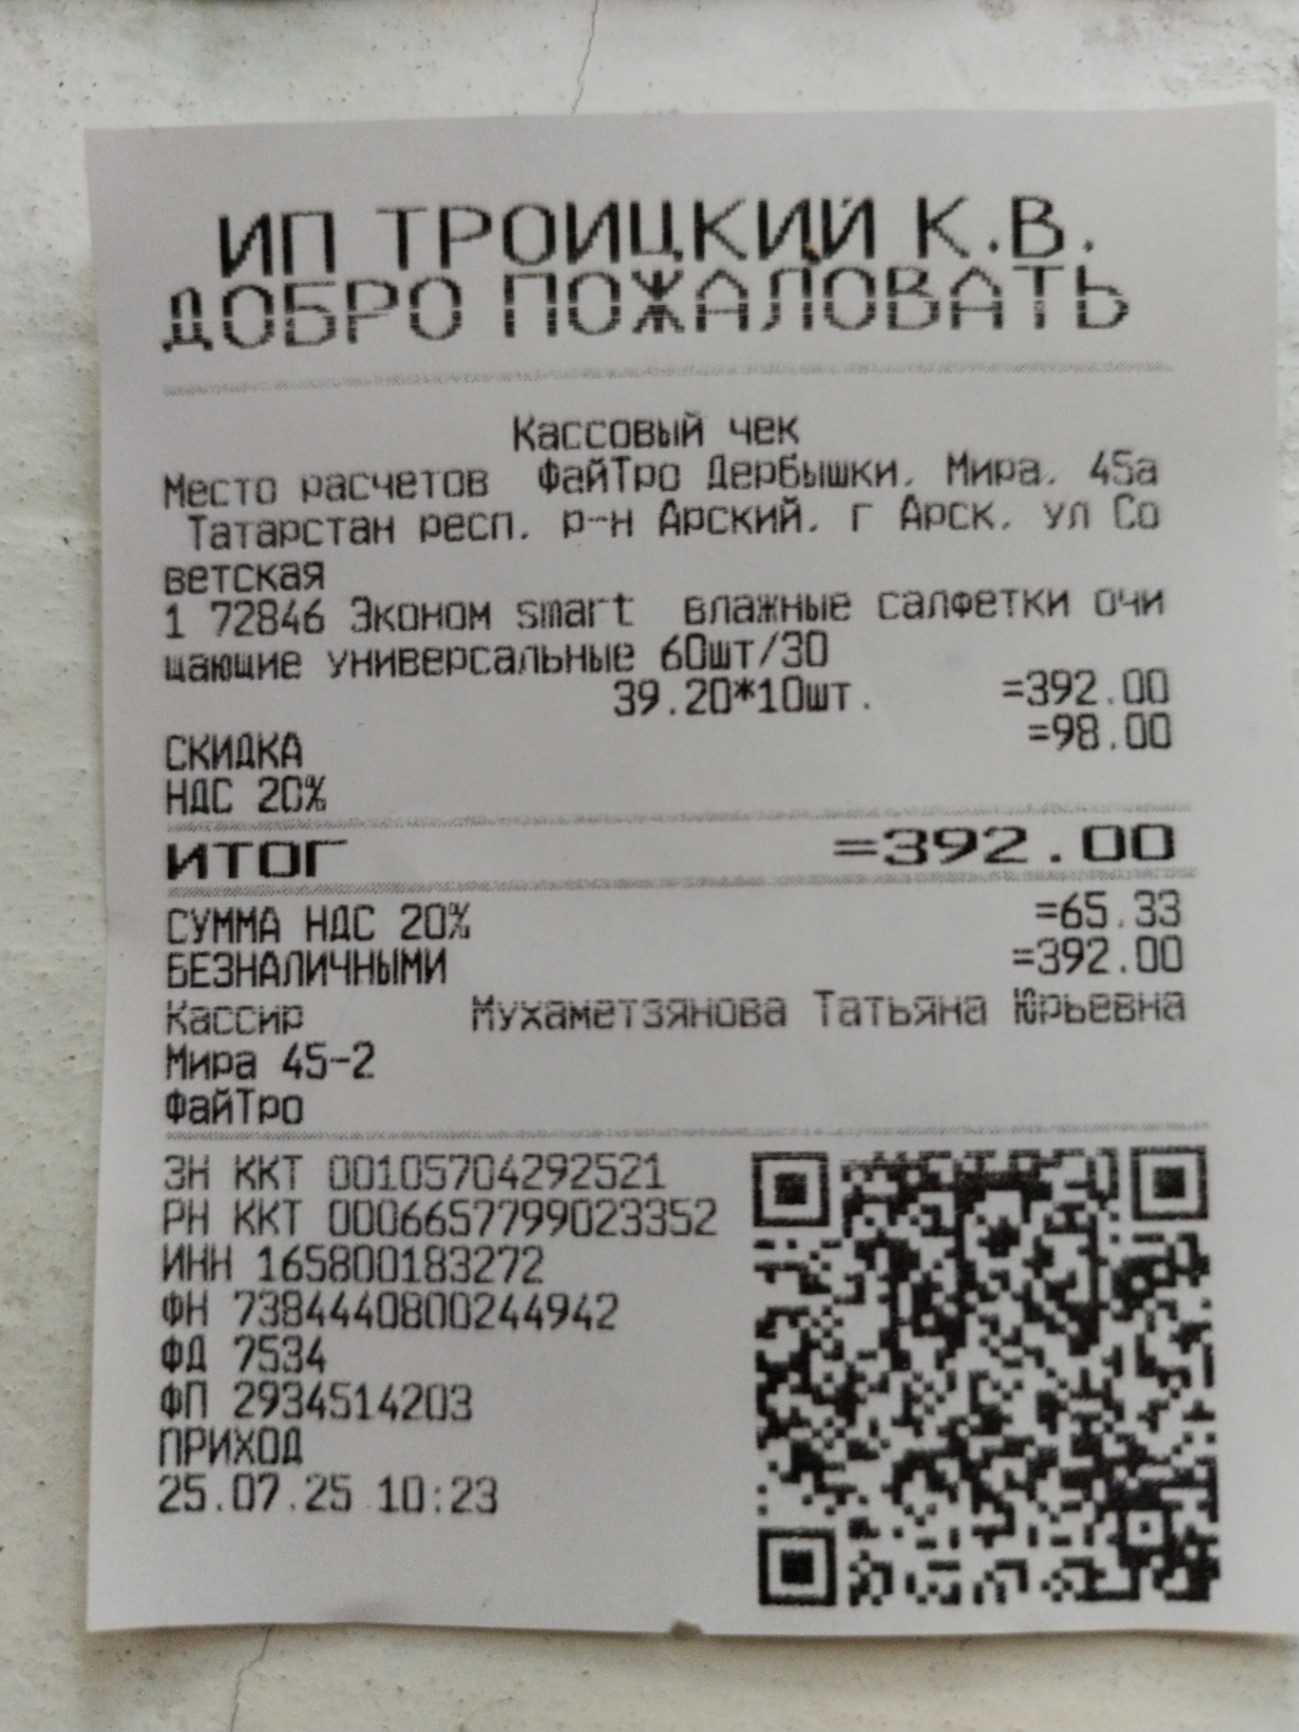 ИП ТРОИЦКИЙ К.В.
ДОБРО ПОЖАЛОВАТЬ
Кассовый чек
Место расчетов ФайТро Дербышки, Мира, 45а
Татарстан респ, р-н Арский, г Арск, ул Со
ветская
1 72846 Эконом smart влажные салфетки очи
щающие универсальные 60шт/30
39.20*10шт. =392.00
СКИДКА =98.00
НДС 20%
ИТОГ =392.00
СУММА НДС 20% =65.33
БЕЗНАЛИЧНЫМИ =392.00
Кассир Мухаметзянова Татьяна Юрьевна
Мира 45-2
ФайТро
ЗН ККТ 00105704292521
РН ККТ 0006657799023352
ИНН 165800183272
ФН 7384440800244942
ФД 7534
ФП 2934514203
ПРИХОД
25.07.25 10:23